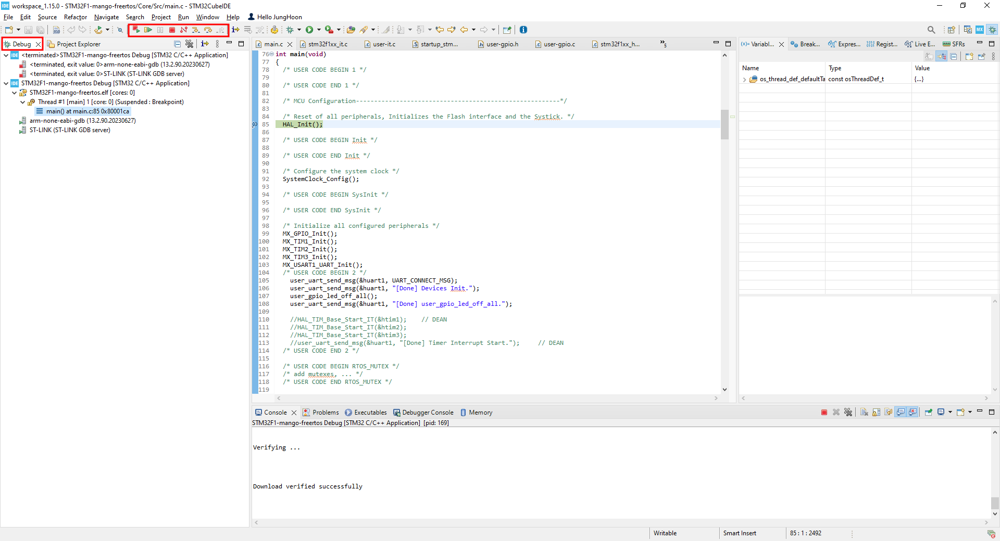 workspace_1.15.0 - STM32F1-mango-freertos/Core/Src/main.c - STM32CubeIDE
File Edit Source Refactor Navigate Search Project Run Window Help Hello JungHoon
Debug Project Explorer
<terminated>STM32F1-mango-freertos Debug [STM32 C/C++ Application]
<terminated, exit value: 0>arm-none-eabi-gdb (13.2.90.20230627)
<terminated, exit value: 0>ST-LINK (ST-LINK GDB server)
STM32F1-mango-freertos Debug [STM32 C/C++ Application]
STM32F1-mango-freertos.elf [cores: 0]
Thread #1 [main] 1 [core: 0] (Suspended : Breakpoint)
main() at main.c:85 0x80001ca
arm-none-eabi-gdb (13.2.90.20230627)
ST-LINK (ST-LINK GDB server)
main.c stm32f1xx_it.c user-it.c startup_stm... user-gpio.h user-gpio.c stm32f1xx_h... »5
76 int main(void)
77 {
78 /* USER CODE BEGIN 1 */
79
80 /* USER CODE END 1 */
81
82 /* MCU Configuration--------------------------------------------------------*/
83
84 /* Reset of all peripherals, Initializes the Flash interface and the Systick. */
85 HAL_Init();
86
87 /* USER CODE BEGIN Init */
88
89 /* USER CODE END Init */
90
91 /* Configure the system clock */
92 SystemClock_Config();
93
94 /* USER CODE BEGIN SysInit */
95
96 /* USER CODE END SysInit */
97
98 /* Initialize all configured peripherals */
99 MX_GPIO_Init();
100 MX_TIM1_Init();
101 MX_TIM2_Init();
102 MX_TIM3_Init();
103 MX_USART1_UART_Init();
104 /* USER CODE BEGIN 2 */
105 user_uart_send_msg(&huart1, UART_CONNECT_MSG);
106 user_uart_send_msg(&huart1, "[Done] Devices Init.");
107 user_gpio_led_off_all();
108 user_uart_send_msg(&huart1, "[Done] user_gpio_led_off_all.");
109
110 //HAL_TIM_Base_Start_IT(&htim1); // DEAN
111 //HAL_TIM_Base_Start_IT(&htim2);
112 //HAL_TIM_Base_Start_IT(&htim3);
113 //user_uart_send_msg(&huart1, "[Done] Timer Interrupt Start."); // DEAN
114 /* USER CODE END 2 */
115
116 /* USER CODE BEGIN RTOS_MUTEX */
117 /* add mutexes, ... */
118 /* USER CODE END RTOS_MUTEX */
119
(x)= Variabl... Break... Expres... Regist... Live E... SFRs
Name Type Value
os_thread_def_defaultTa const osThreadDef_t {...}
Console Problems Executables Debugger Console Memory
STM32F1-mango-freertos Debug [STM32 C/C++ Application] [pid: 169]
Verifying ...
Download verified successfully
Writable Smart Insert 85 : 1 : 2492